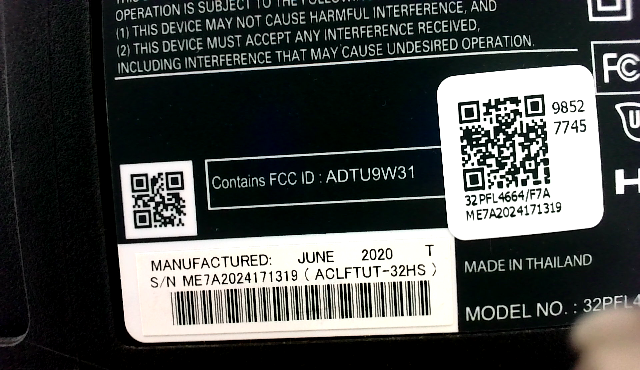 OPERATION IS SUBJECT TO THE FOLLOWING
(1) THIS DEVICE MAY NOT CAUSE HARMFUL INTERFERENCE, AND
(2) THIS DEVICE MUST ACCEPT ANY INTERFERENCE RECEIVED,
INCLUDING INTERFERENCE THAT MAY CAUSE UNDESIRED OPERATION.
FC
9852
7745
32PFL4664/F7A
ME7A2024171319
Contains FCC ID : ADTU9W31
MANUFACTURED: JUNE 2020 T
S/N ME7A2024171319 ( ACLFTUT-32HS )
MADE IN THAILAND
MODEL NO. : 32PFL4